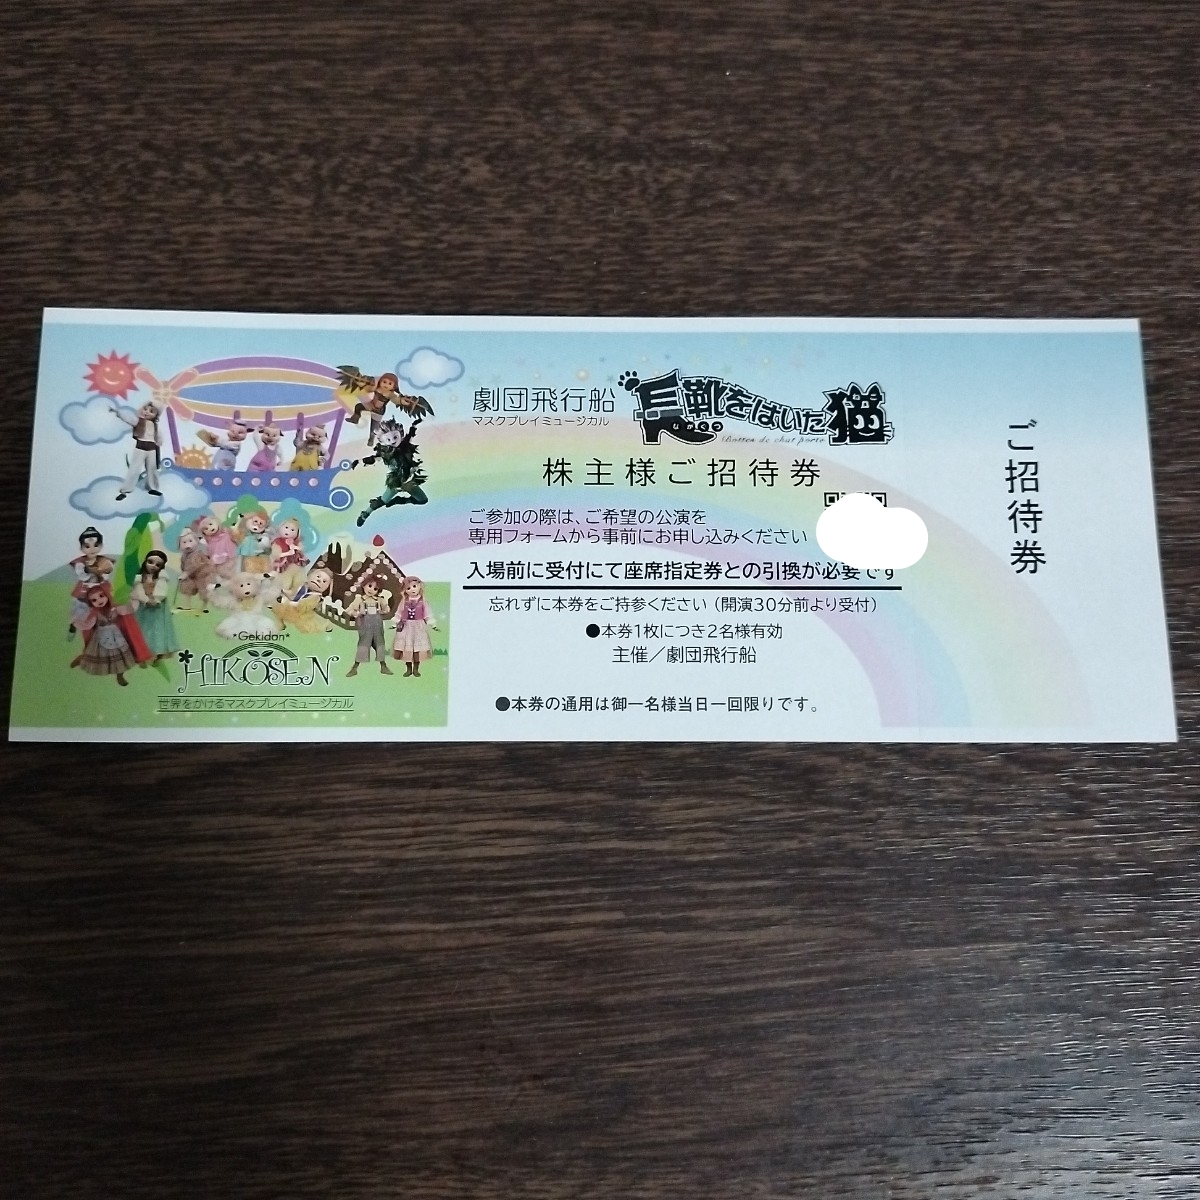 劇団飛行船
マスクプレイミュージカル
長靴をはいた猫
ながぐつ
Botten de chat porte
株主様ご招待券
ご参加の際は、ご希望の公演を
専用フォームから事前にお申し込みください
入場前に受付にて座席指定券との引換が必要です
忘れずに本券をご持参ください（開演30分前より受付）
●本券1枚につき2名様有効
主催／劇団飛行船
●本券の通用は御一名様当日一回限りです。
*Gekidan*
HIKOSEN
世界をかけるマスクプレイミュージカル
ご招待券